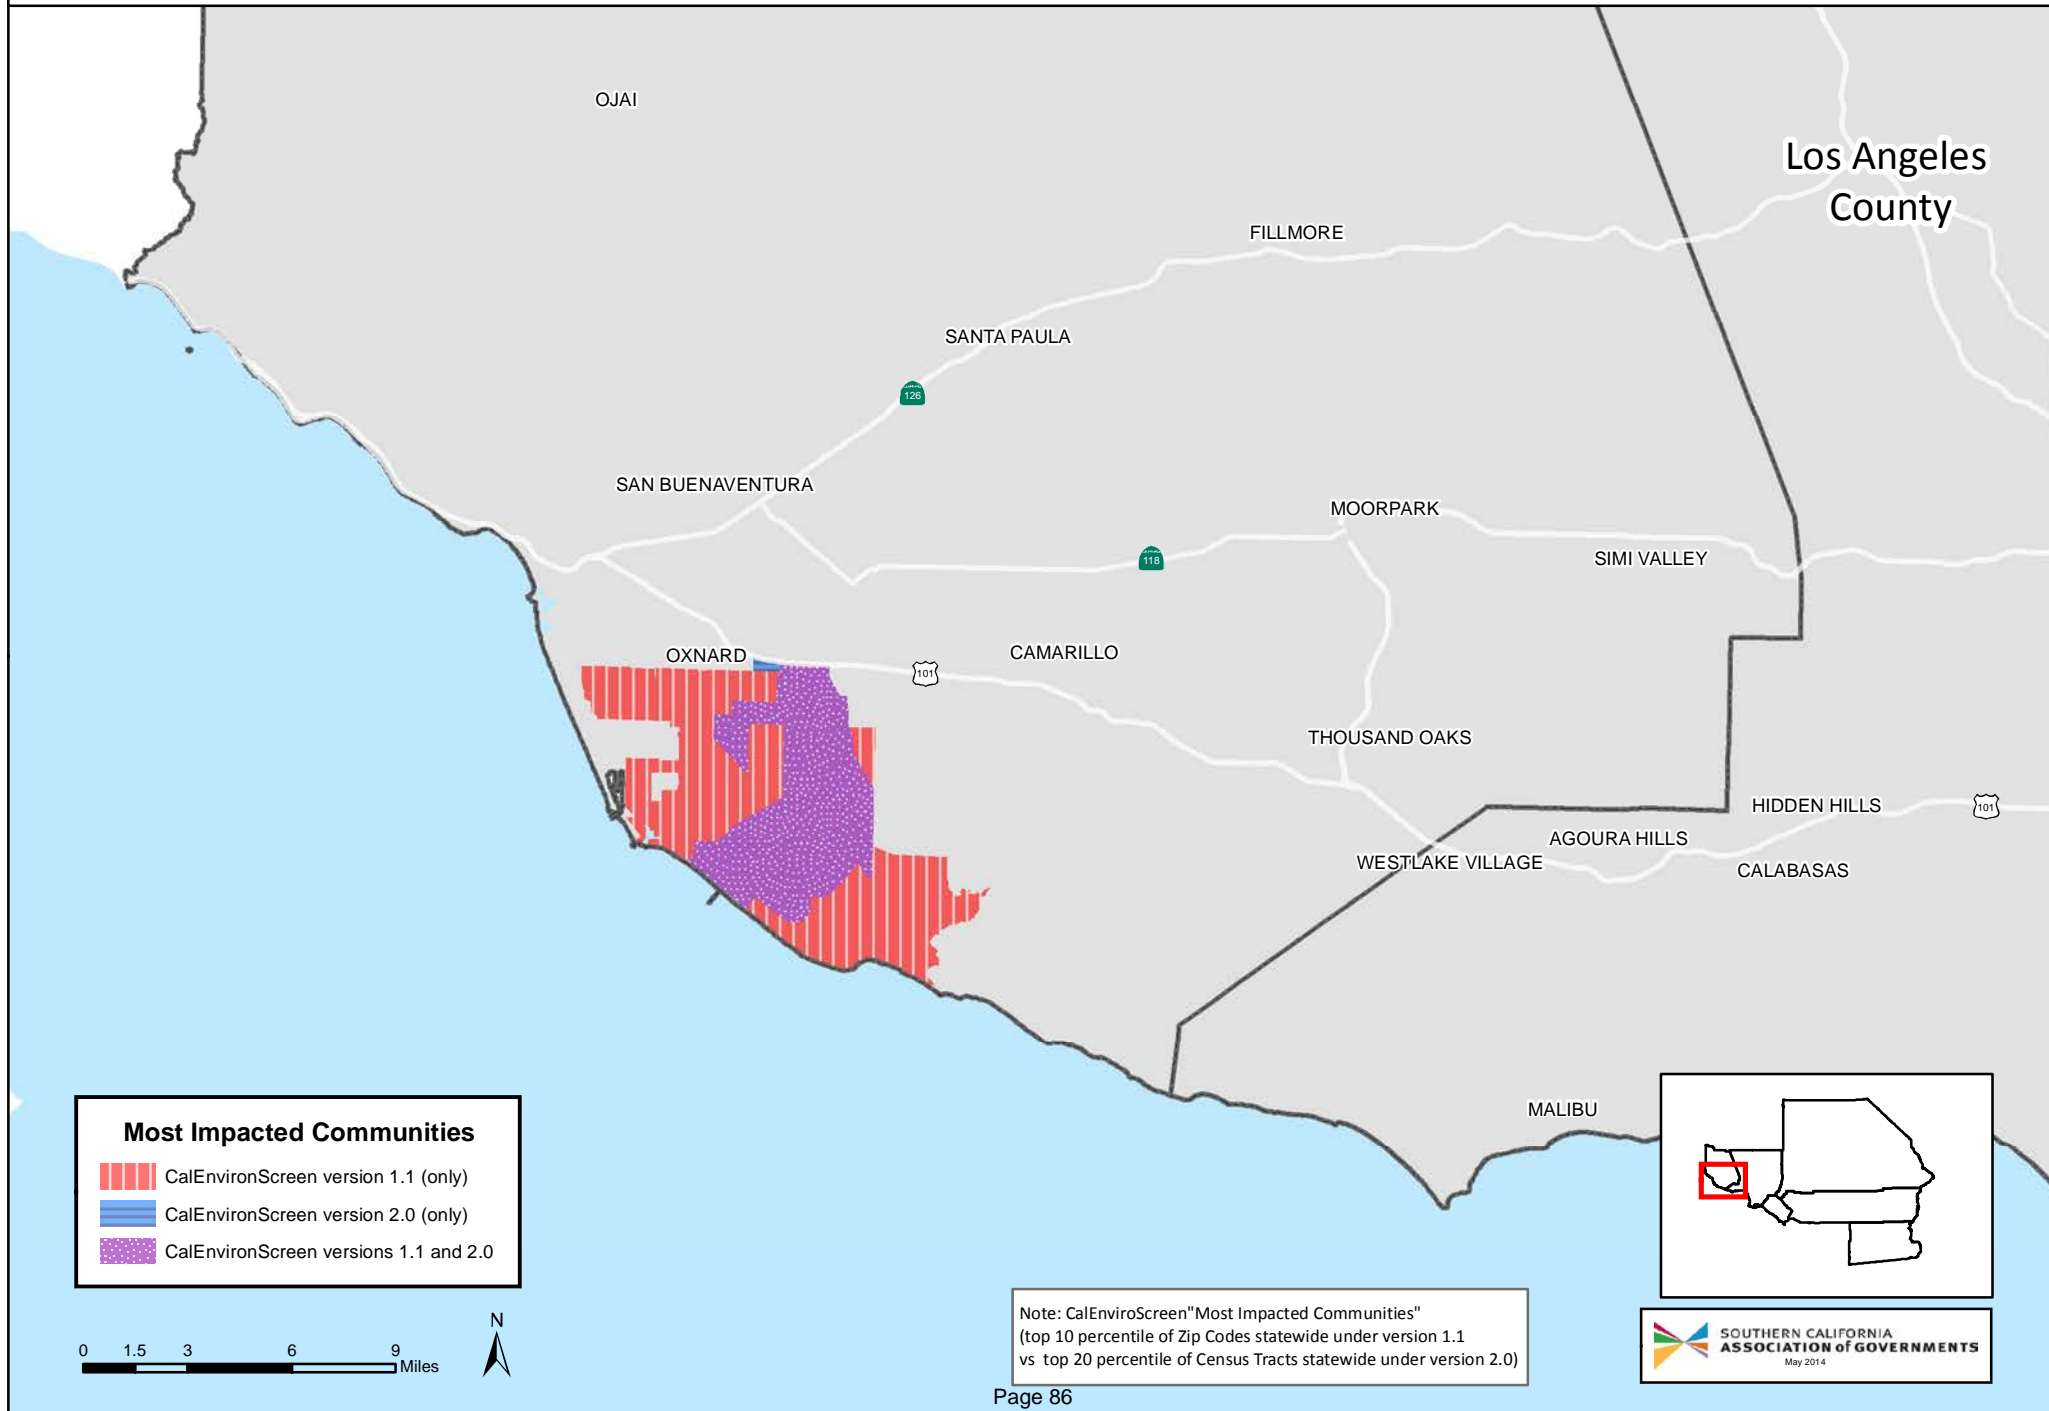 OJAI
Los Angeles
County
FILLMORE
SANTA PAULA
126
SAN BUENAVENTURA
MOORPARK
118
SIMI VALLEY
OXNARD
CAMARILLO
101
THOUSAND OAKS
HIDDEN HILLS
101
AGOURA HILLS
WESTLAKE VILLAGE
CALABASAS
MALIBU
Most Impacted Communities
CalEnvironScreen version 1.1 (only)
CalEnvironScreen version 2.0 (only)
CalEnvironScreen versions 1.1 and 2.0
N
0 1.5 3 6 9
Miles
Note: CalEnviroScreen"Most Impacted Communities"
(top 10 percentile of Zip Codes statewide under version 1.1
vs top 20 percentile of Census Tracts statewide under version 2.0)
SOUTHERN CALIFORNIA
ASSOCIATION of GOVERNMENTS
May 2014
Page 86